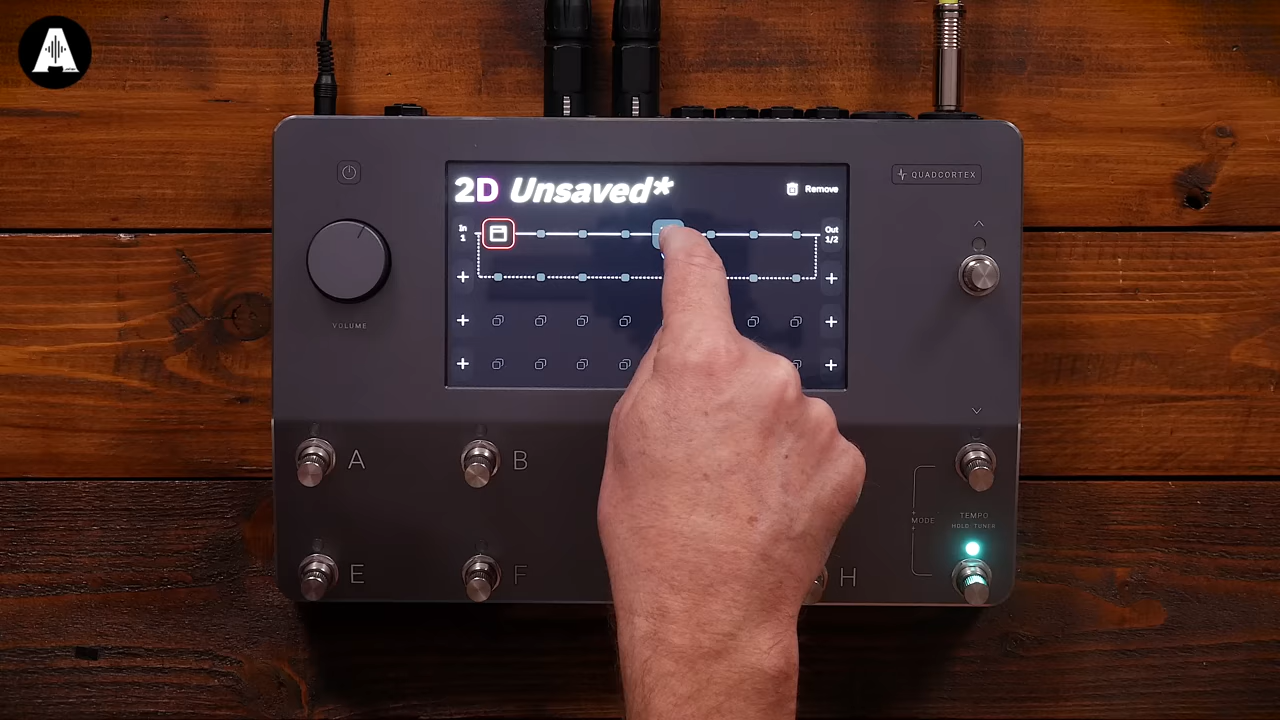 QUADCORTEX
2D Unsaved*
Remove
In
1
Out
1/2
VOLUME
A
B
E
F
H
MODE
TEMPO
HOLD: TUNER